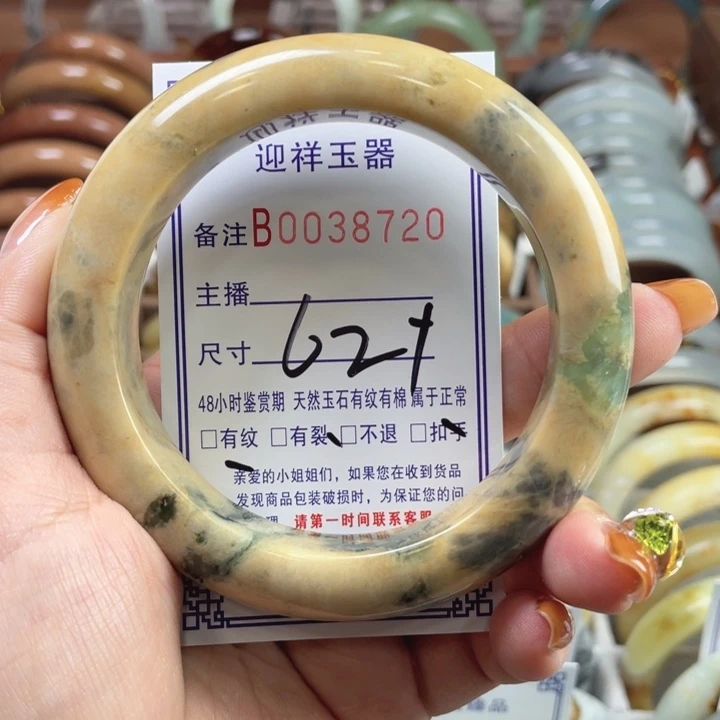 迎祥玉器
备注B0038720
主播
尺寸 62+
48小时鉴赏期 天然玉石有纹有棉 属于正常
□有纹 □有裂 □不退 □扣手
亲爱的小姐姐们，如果您在收到货品
发现商品包装破损时，为保证您的问
理，请第一时间联系客服